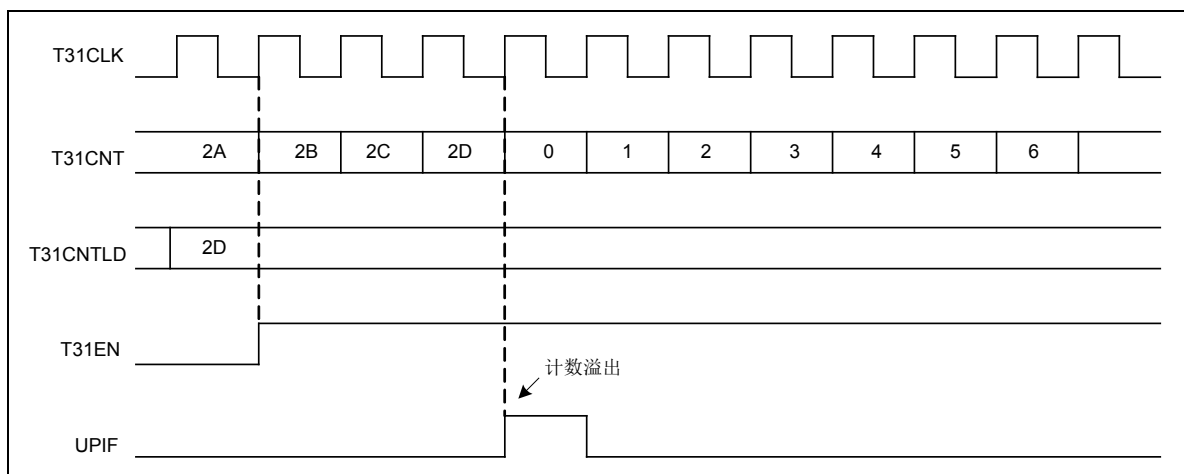 T31CLK
T31CNT 2A 2B 2C 2D 0 1 2 3 4 5 6
T31CNTLD 2D
T31EN
计数溢出
UPIF